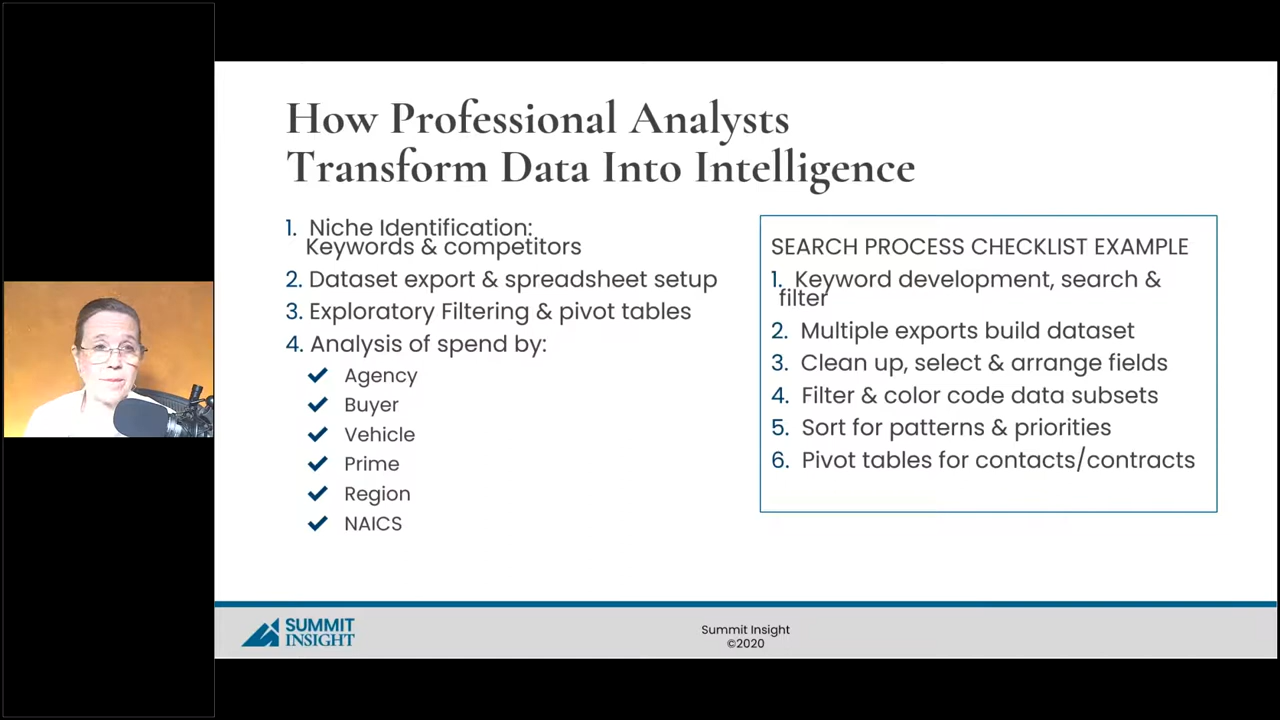 How Professional Analysts
Transform Data Into Intelligence
1. Niche Identification:
Keywords & competitors
2. Dataset export & spreadsheet setup
3. Exploratory Filtering & pivot tables
4. Analysis of spend by:
Agency
Buyer
Vehicle
Prime
Region
NAICS
SEARCH PROCESS CHECKLIST EXAMPLE
1. Keyword development, search &
filter
2. Multiple exports build dataset
3. Clean up, select & arrange fields
4. Filter & color code data subsets
5. Sort for patterns & priorities
6. Pivot tables for contacts/contracts
SUMMIT
INSIGHT
Summit Insight
©2020